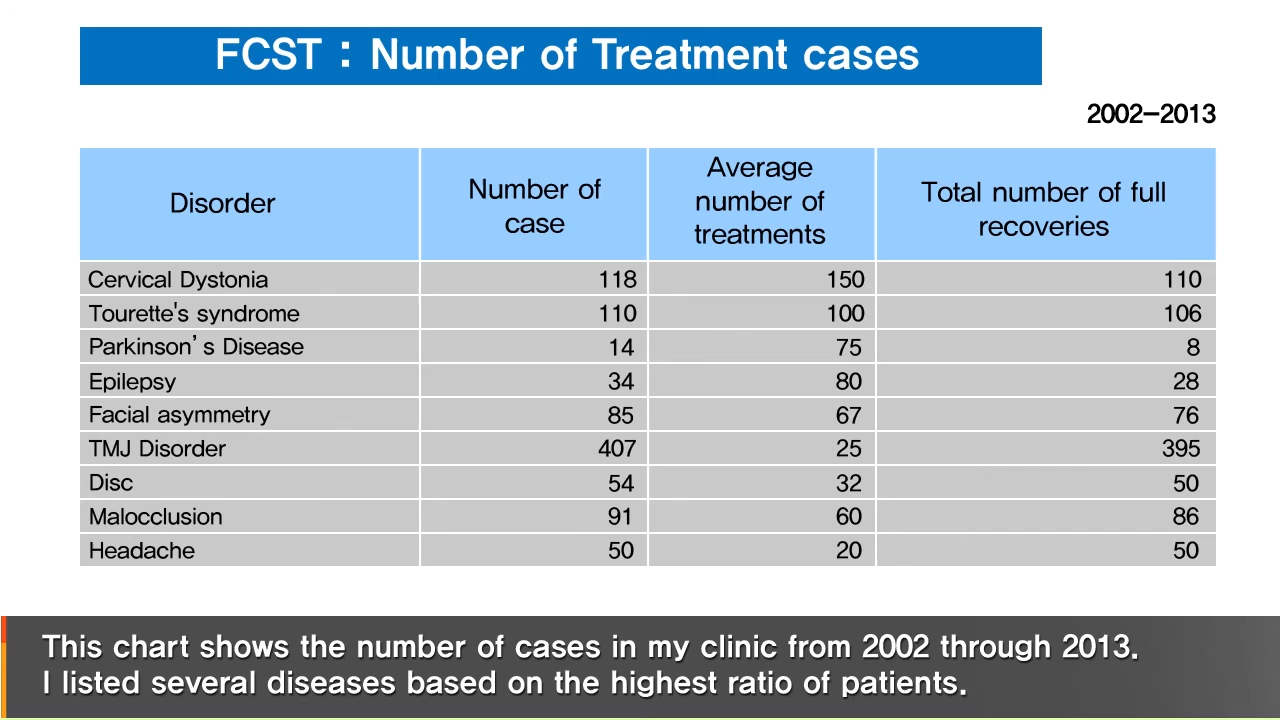 FCST : Number of Treatment cases
2002-2013
Disorder Number of case Average number of treatments Total number of full recoveries
Cervical Dystonia 118 150 110
Tourette's syndrome 110 100 106
Parkinson's Disease 14 75 8
Epilepsy 34 80 28
Facial asymmetry 85 67 76
TMJ Disorder 407 25 395
Disc 54 32 50
Malocclusion 91 60 86
Headache 50 20 50
This chart shows the number of cases in my clinic from 2002 through 2013.
I listed several diseases based on the highest ratio of patients.